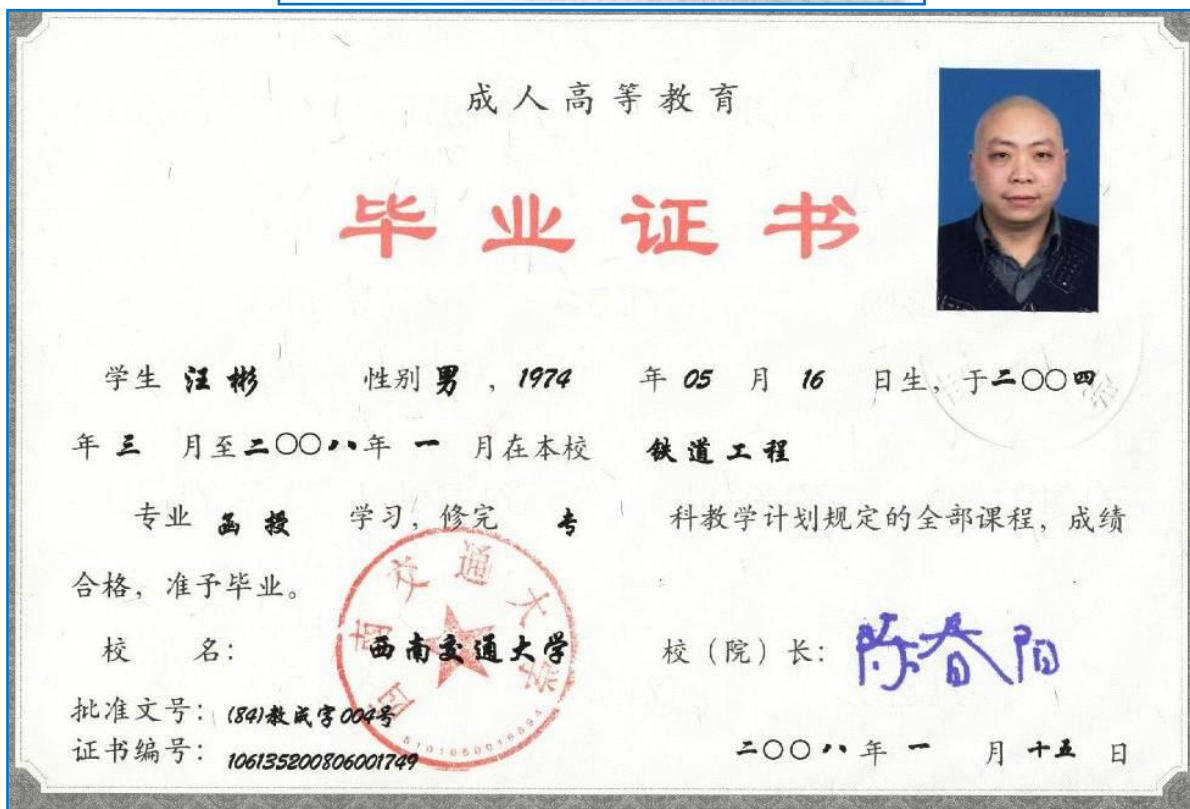 成人高等教育
毕业证书
学生 汪彬 性别 男 , 1974 年 05 月 16 日生, 于二〇〇四
年 三 月至二〇〇八年 一 月在本校 铁道工程
专业 函授 学习, 修完 专 科教学计划规定的全部课程, 成绩
合格, 准予毕业。
校 名: 西南交通大学 校（院）长: 陈春阳
西南交通大学
批准文号: (84)教成字004号
证书编号: 106135200806001749
二〇〇八年 一 月 十五 日